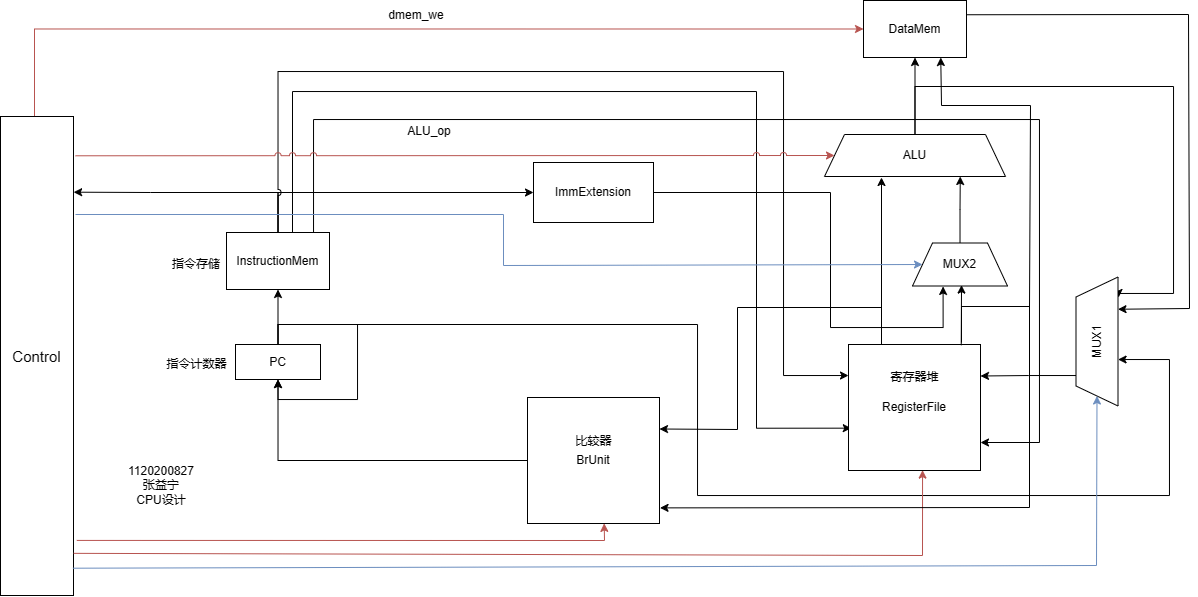 dmem_we
DataMem
ALU_op
ALU
ImmExtension
指令存储
InstructionMem
MUX2
Control
指令计数器
PC
MUX1
寄存器堆
RegisterFile
比较器
BrUnit
1120200827
张益宁
CPU设计